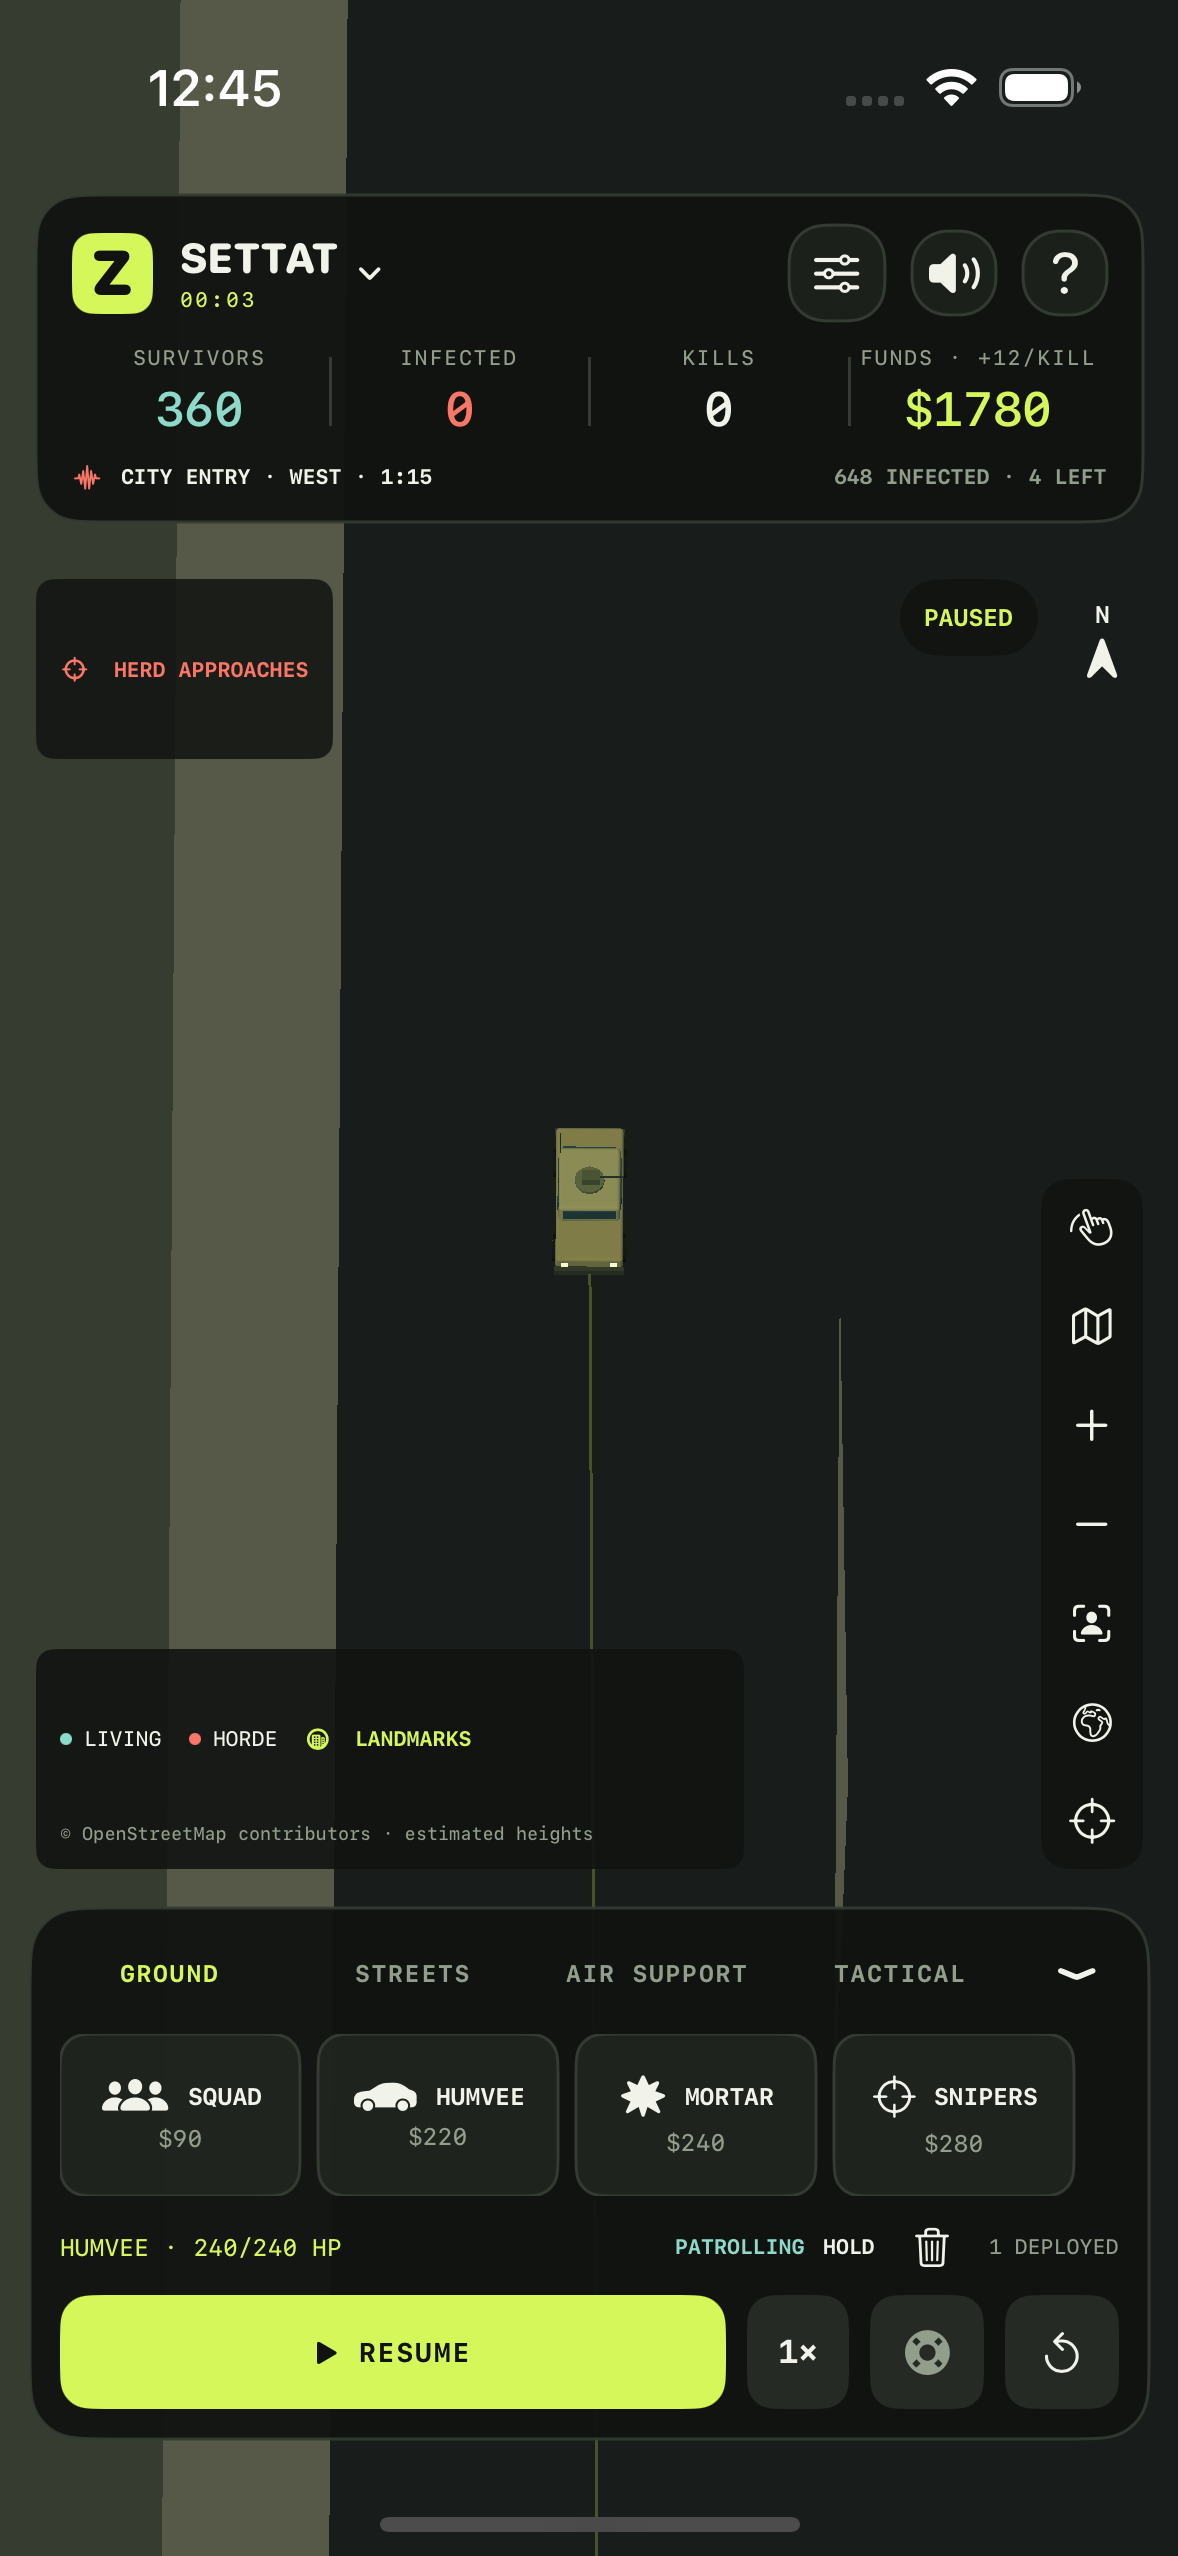 12:45
Z
SETTAT
00:03
?
SURVIVORS
360
INFECTED
0
KILLS
0
FUNDS · +12/KILL
$1780
CITY ENTRY · WEST · 1:15
648 INFECTED · 4 LEFT
HERD APPROACHES
PAUSED
N
LIVING
HORDE
LANDMARKS
© OpenStreetMap contributors · estimated heights
GROUND
STREETS
AIR SUPPORT
TACTICAL
SQUAD
$90
HUMVEE
$220
MORTAR
$240
SNIPERS
$280
HUMVEE · 240/240 HP
PATROLLING HOLD
1 DEPLOYED
RESUME
1×